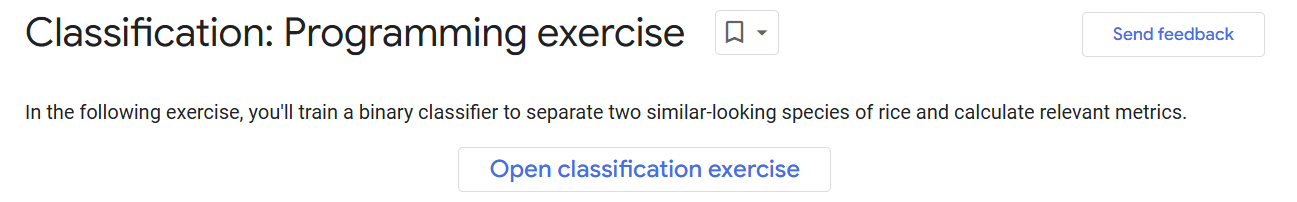 Classification: Programming exercise
Send feedback
In the following exercise, you'll train a binary classifier to separate two similar-looking species of rice and calculate relevant metrics.
Open classification exercise